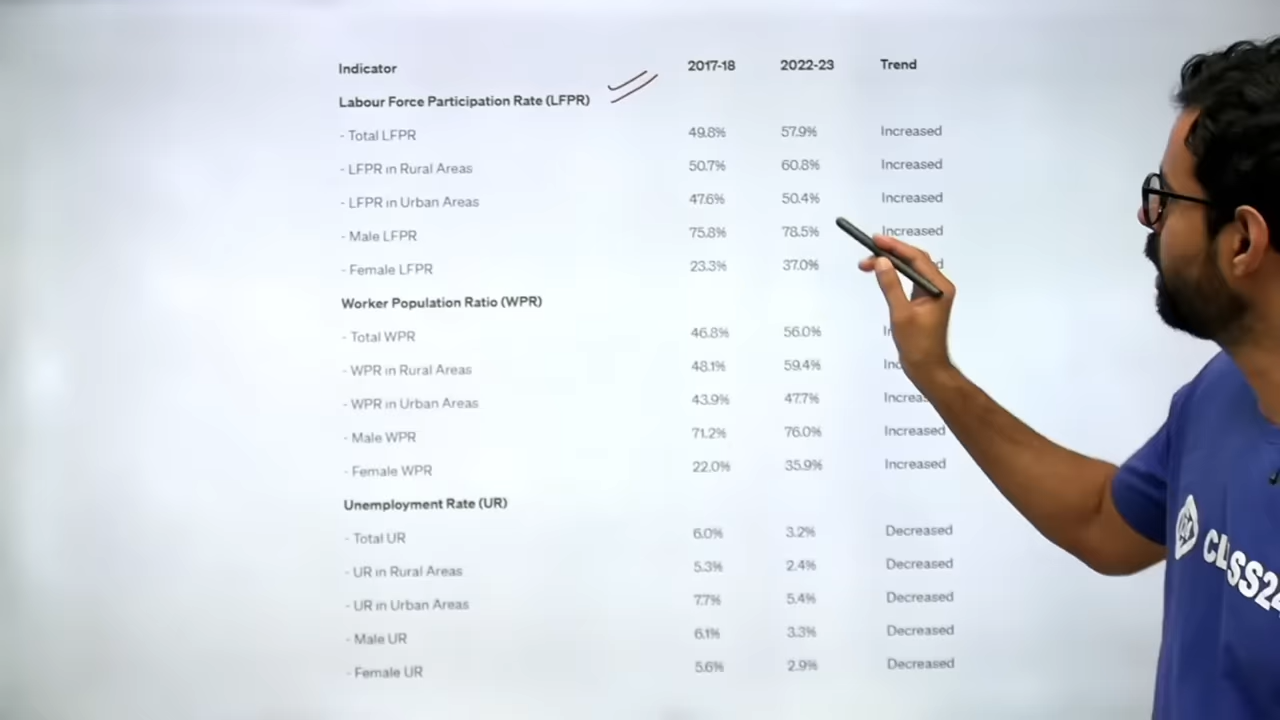 Indicator 2017-18 2022-23 Trend
Labour Force Participation Rate (LFPR)
- Total LFPR 49.8% 57.9% Increased
- LFPR in Rural Areas 50.7% 60.8% Increased
- LFPR in Urban Areas 47.6% 50.4% Increased
- Male LFPR 75.8% 78.5% Increased
- Female LFPR 23.3% 37.0%
Worker Population Ratio (WPR)
- Total WPR 46.8% 56.0%
- WPR in Rural Areas 48.1% 59.4%
- WPR in Urban Areas 43.9% 47.7%
- Male WPR 71.2% 76.0% Increased
- Female WPR 22.0% 35.9% Increased
Unemployment Rate (UR)
- Total UR 6.0% 3.2% Decreased
- UR in Rural Areas 5.3% 2.4% Decreased
- UR in Urban Areas 7.7% 5.4% Decreased
- Male UR 6.1% 3.3% Decreased
- Female UR 5.6% 2.9% Decreased
CLASS24